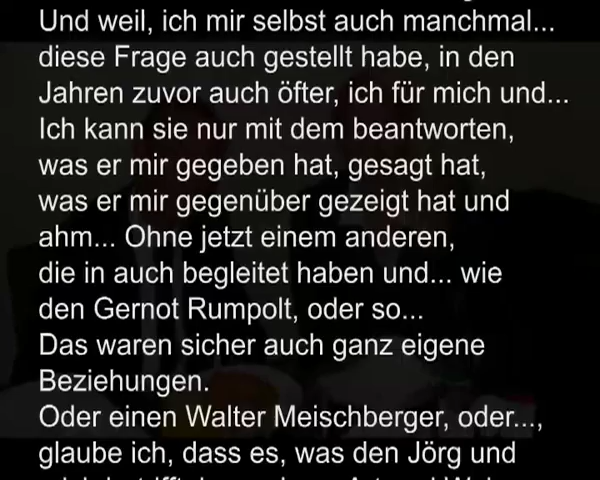 Und weil, ich mir selbst auch manchmal...
diese Frage auch gestellt habe, in den
Jahren zuvor auch öfter, ich für mich und...
Ich kann sie nur mit dem beantworten,
was er mir gegeben hat, gesagt hat,
was er mir gegenüber gezeigt hat und
ahm... Ohne jetzt einem anderen,
die in auch begleitet haben und... wie
den Gernot Rumpolt, oder so...
Das waren sicher auch ganz eigene
Beziehungen.
Oder einen Walter Meischberger, oder...,
glaube ich, dass es, was den Jörg und